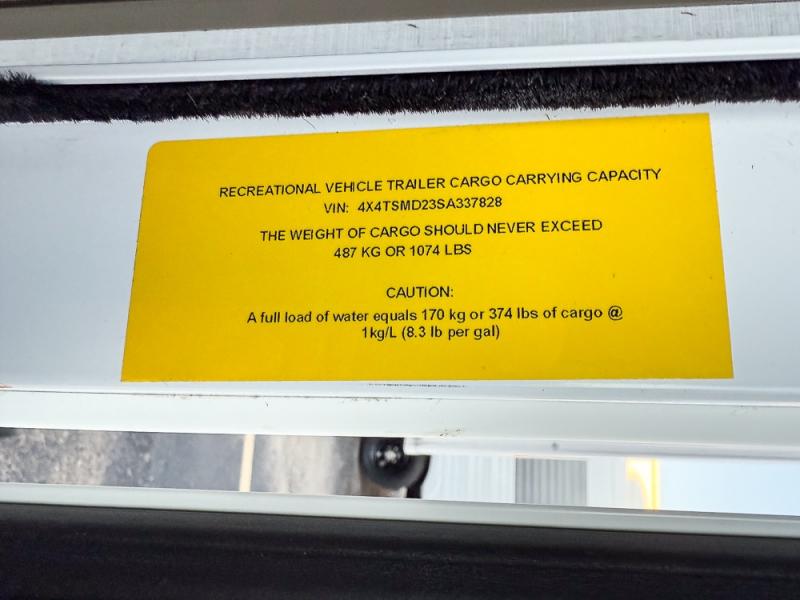 RECREATIONAL VEHICLE TRAILER CARGO CARRYING CAPACITY
VIN: 4X4TSMD23SA337828
THE WEIGHT OF CARGO SHOULD NEVER EXCEED
487 KG OR 1074 LBS
CAUTION:
A full load of water equals 170 kg or 374 lbs of cargo @
1kg/L (8.3 lb per gal)